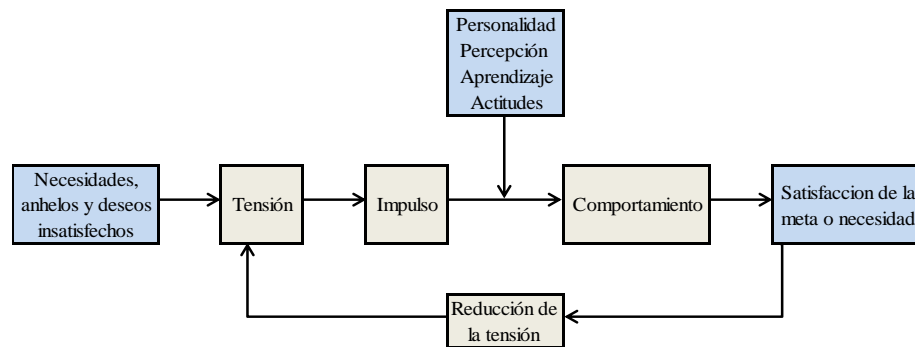 Personalidad
Percepción
Aprendizaje
Actitudes
Necesidades,
anhelos y deseos
insatisfechos
Tensión
Impulso
Comportamiento
Satisfaccion de la
meta o necesidad
Reducción de
la tensión